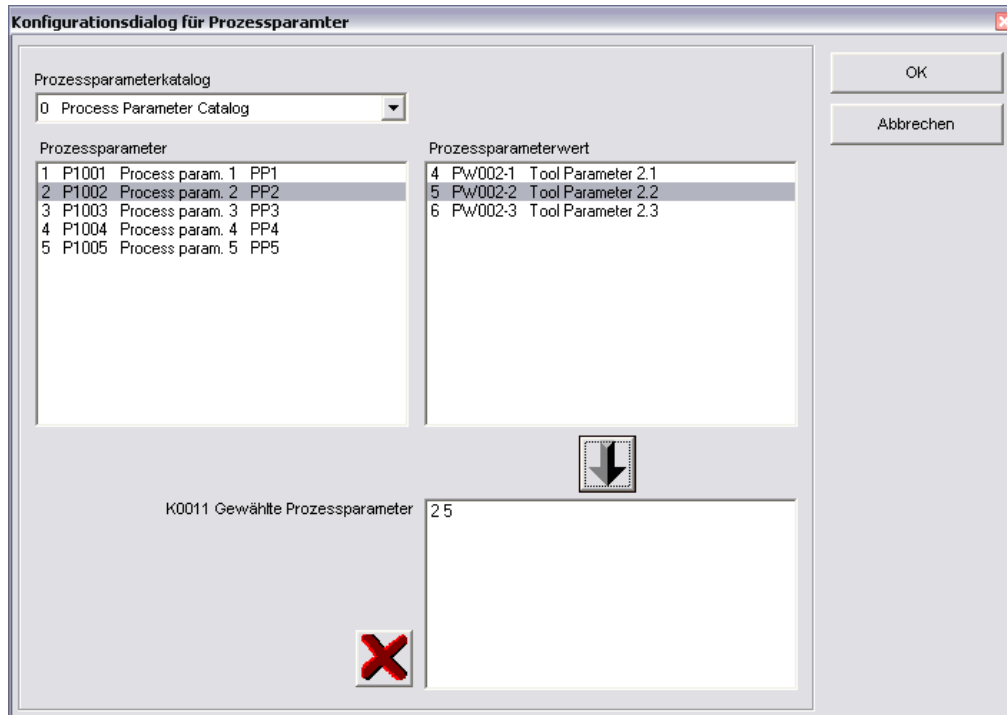 Konfigurationsdialog für Prozessparamter
Prozessparameterkatalog
0 Process Parameter Catalog
Prozessparameter
1 P1001 Process param. 1 PP1
2 P1002 Process param. 2 PP2
3 P1003 Process param. 3 PP3
4 P1004 Process param. 4 PP4
5 P1005 Process param. 5 PP5
Prozessparameterwert
4 PW002-1 Tool Parameter 2.1
5 PW002-2 Tool Parameter 2.2
6 PW002-3 Tool Parameter 2.3
K0011 Gewählte Prozessparameter
2 5
OK
Abbrechen